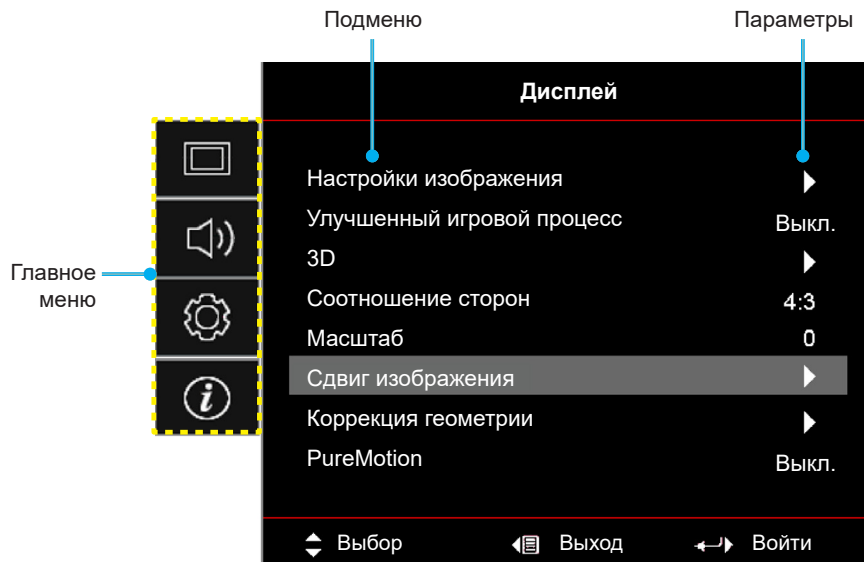 Подменю
Параметры
Дисплей
Главное
меню
Настройки изображения
Улучшенный игровой процесс Выкл.
3D
Соотношение сторон 4:3
Масштаб 0
Сдвиг изображения
Коррекция геометрии
PureMotion Выкл.
Выбор Выход Войти